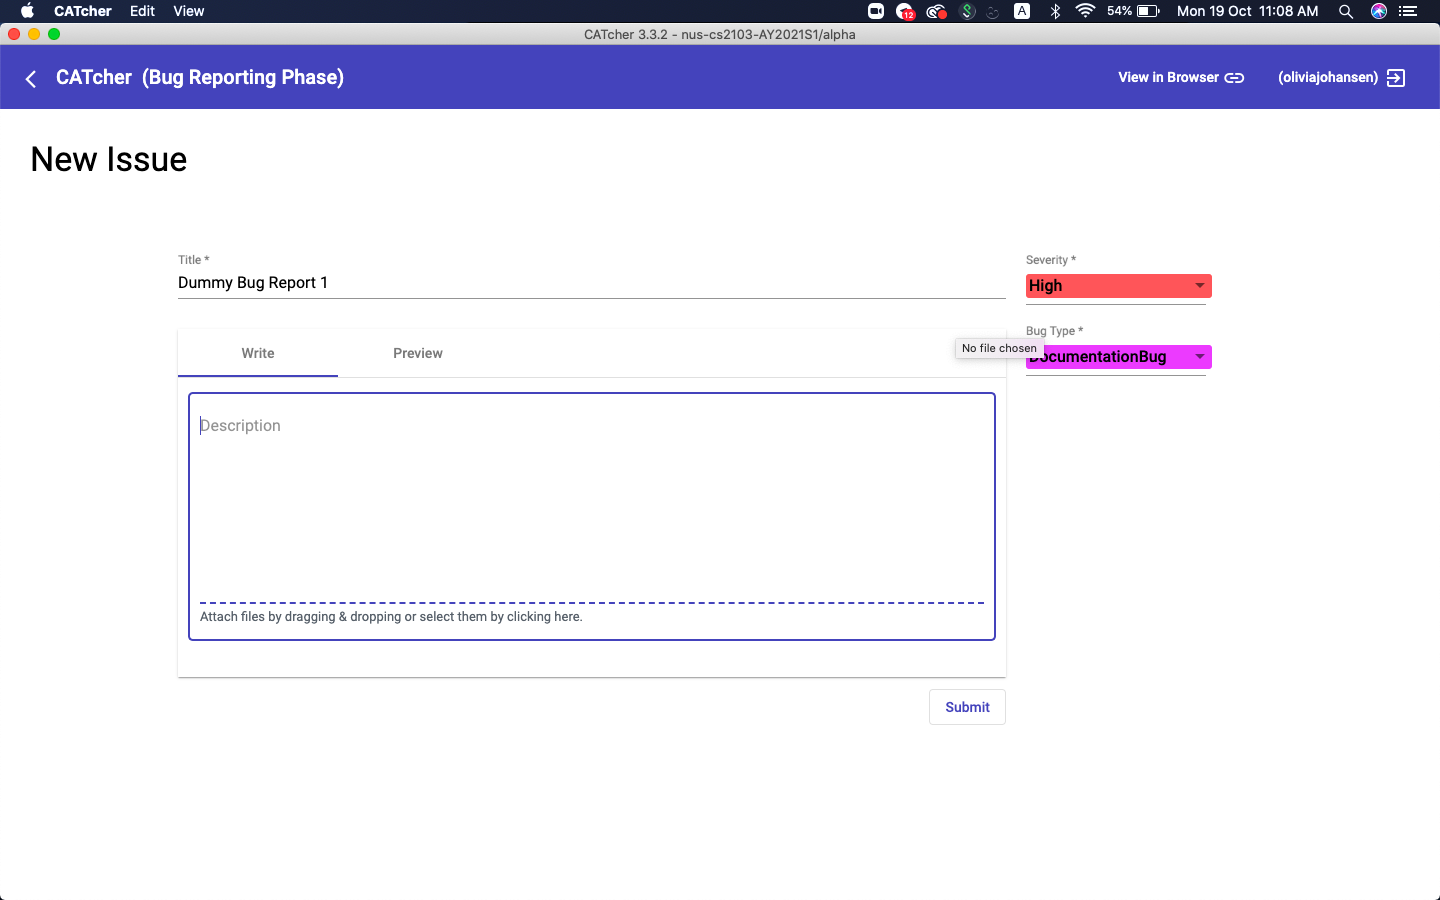 CATcher Edit View 12 A 54% Mon 19 Oct 11:08 AM
CATcher 3.3.2 - nus-cs2103-AY2021S1/alpha
CATcher (Bug Reporting Phase) View in Browser (oliviajohansen)
New Issue
Title * Severity *
Dummy Bug Report 1 High
Bug Type *
Write Preview No file chosen DocumentationBug
Description
Attach files by dragging & dropping or select them by clicking here.
Submit